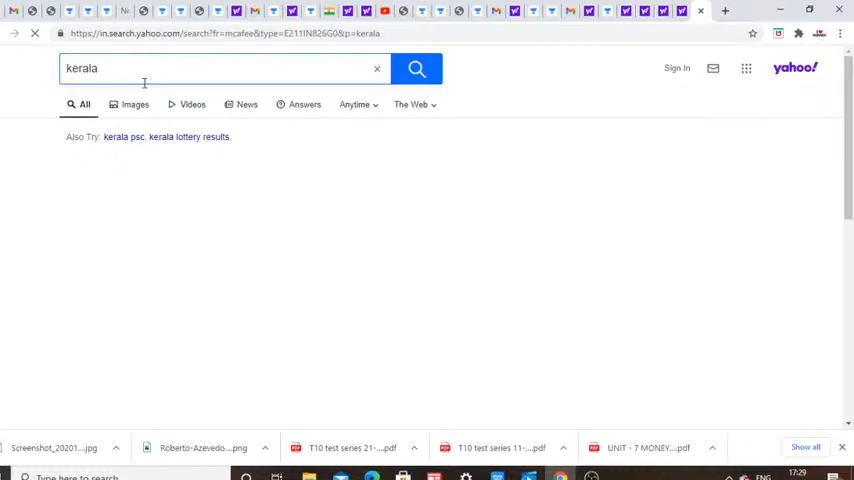 https://in.search.yahoo.com/search?fr=mcafee&type=E211IN826G0&p=kerala
kerala
Sign In
yahoo!
All Images Videos News Answers Anytime The Web
Also Try: kerala psc, kerala lottery results,
Screenshot_20201....jpg Roberto-Azevedo....png T10 test series 21-....pdf T10 test series 11-....pdf UNIT - 7 MONEY....pdf Show all
Type here to search
ENG
17:29